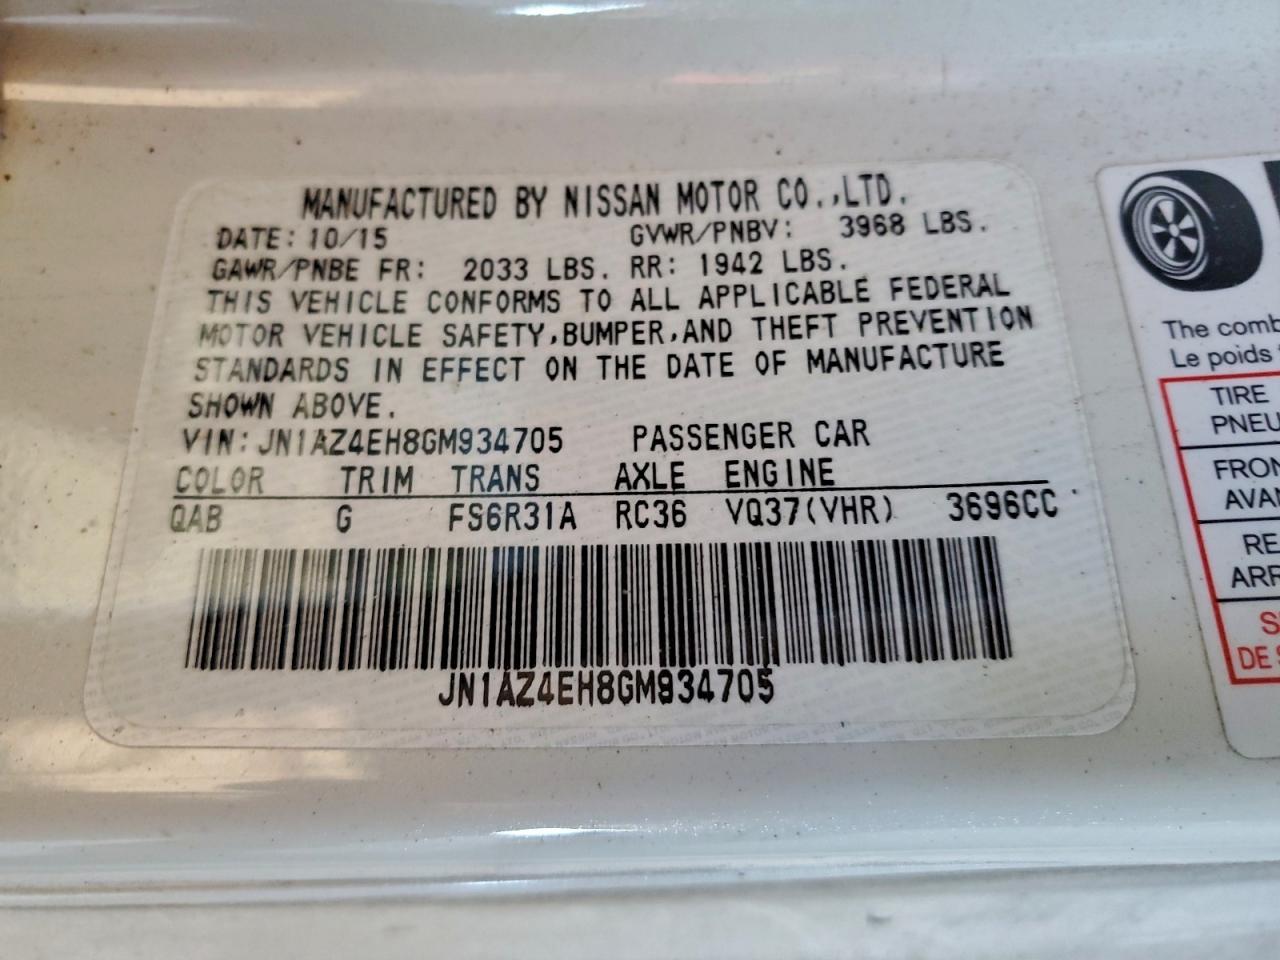 MANUFACTURED BY NISSAN MOTOR CO.,LTD.
DATE: 10/15 GVWR/PNBV: 3968 LBS.
GAWR/PNBE FR: 2033 LBS. RR: 1942 LBS.
THIS VEHICLE CONFORMS TO ALL APPLICABLE FEDERAL
MOTOR VEHICLE SAFETY,BUMPER,AND THEFT PREVENTION
STANDARDS IN EFFECT ON THE DATE OF MANUFACTURE
SHOWN ABOVE.
VIN: JN1AZ4EH8GM934705 PASSENGER CAR
COLOR TRIM TRANS AXLE ENGINE
QAB G FS6R31A RC36 VQ37(VHR) 3696CC
JN1AZ4EH8GM934705
The comb
Le poids
TIRE
PNEU
FRON
AVAN
RE
ARR
S
DE